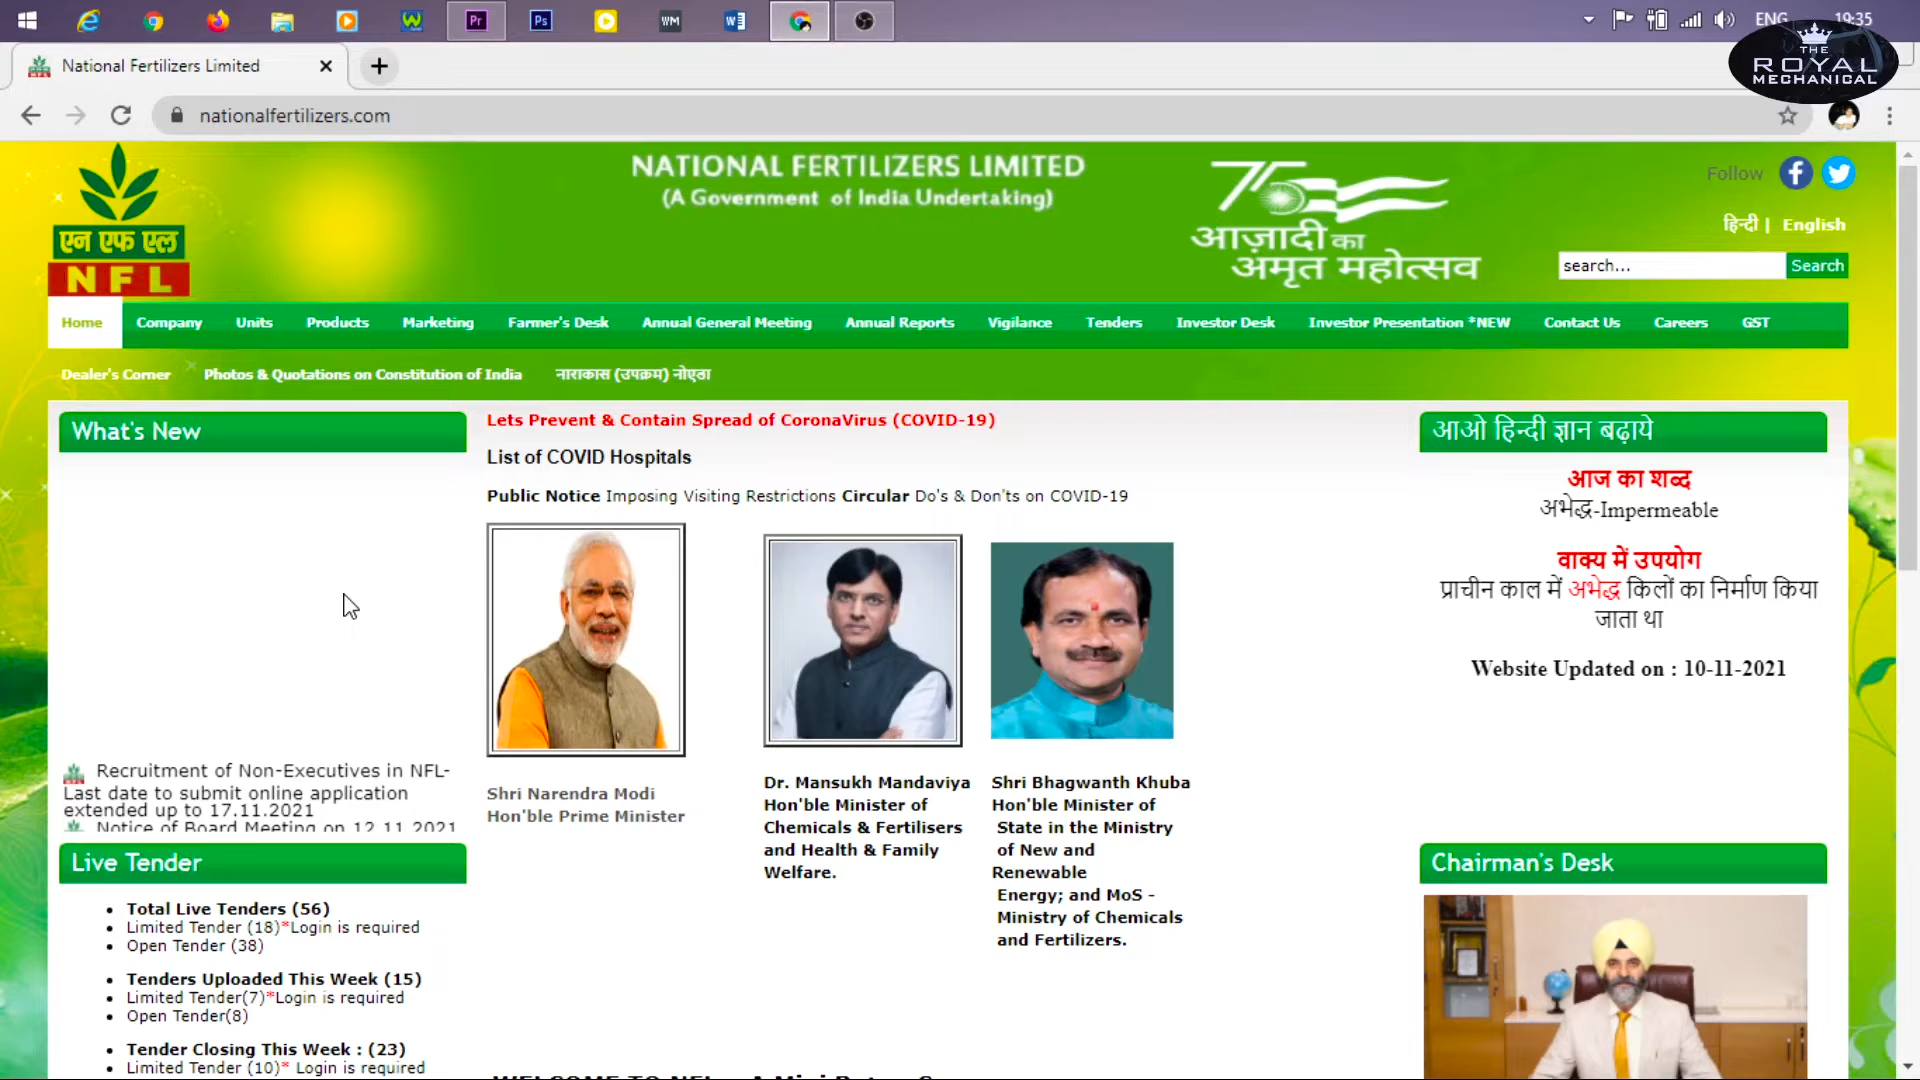 Pr
Ps
WM
W
ENG
19:35
THE
ROYAL
MECHANICAL
National Fertilizers Limited
nationalfertilizers.com
एन एफ एल
NFL
NATIONAL FERTILIZERS LIMITED
(A Government of India Undertaking)
75
आज़ादी का
अमृत महोत्सव
Follow
हिन्दी | English
search... Search
Home Company Units Products Marketing Farmer's Desk Annual General Meeting Annual Reports Vigilance Tenders Investor Desk Investor Presentation *NEW Contact Us Careers GST
Dealer's Corner Photos & Quotations on Constitution of India नाराकास (उपक्रम) नोएडा
What's New
Recruitment of Non-Executives in NFL-
Last date to submit online application
extended up to 17.11.2021
Notice of Board Meeting on 12.11.2021
Live Tender
Total Live Tenders (56)
Limited Tender (18)*Login is required
Open Tender (38)
Tenders Uploaded This Week (15)
Limited Tender(7)*Login is required
Open Tender(8)
Tender Closing This Week : (23)
Limited Tender (10)* Login is required
Lets Prevent & Contain Spread of CoronaVirus (COVID-19)
List of COVID Hospitals
Public Notice Imposing Visiting Restrictions Circular Do's & Don'ts on COVID-19
Shri Narendra Modi
Hon'ble Prime Minister
Dr. Mansukh Mandaviya
Hon'ble Minister of
Chemicals & Fertilisers
and Health & Family
Welfare.
Shri Bhagwanth Khuba
Hon'ble Minister of
State in the Ministry
of New and
Renewable
Energy; and MoS -
Ministry of Chemicals
and Fertilizers.
आओ हिन्दी ज्ञान बढ़ाये
आज का शब्द
अभेद्ध-Impermeable
वाक्य में उपयोग
प्राचीन काल में अभेद्ध किलों का निर्माण किया
जाता था
Website Updated on : 10-11-2021
Chairman's Desk